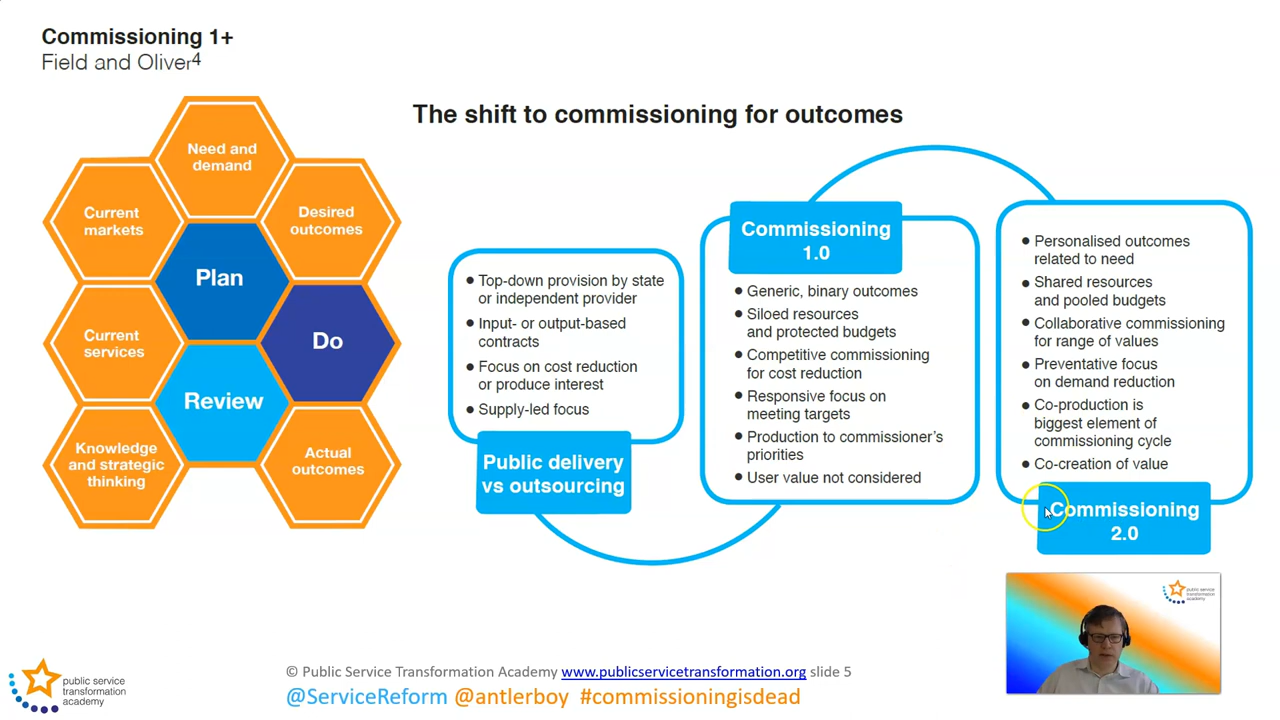 Commissioning 1+
Field and Oliver4
The shift to commissioning for outcomes
Need and
demand
Current
markets
Desired
outcomes
Plan
Current
services
Do
Review
Knowledge
and strategic
thinking
Actual
outcomes
● Top-down provision by state
or independent provider
● Input- or output-based
contracts
● Focus on cost reduction
or produce interest
● Supply-led focus
Public delivery
vs outsourcing
Commissioning
1.0
● Generic, binary outcomes
● Siloed resources
and protected budgets
● Competitive commissioning
for cost reduction
● Responsive focus on
meeting targets
● Production to commissioner's
priorities
● User value not considered
● Personalised outcomes
related to need
● Shared resources
and pooled budgets
● Collaborative commissioning
for range of values
● Preventative focus
on demand reduction
● Co-production is
biggest element of
commissioning cycle
● Co-creation of value
Commissioning
2.0
public service
transformation
academy
public service
transformation
academy
© Public Service Transformation Academy www.publicservicetransformation.org slide 5
@ServiceReform @antlerboy #commissioningisdead